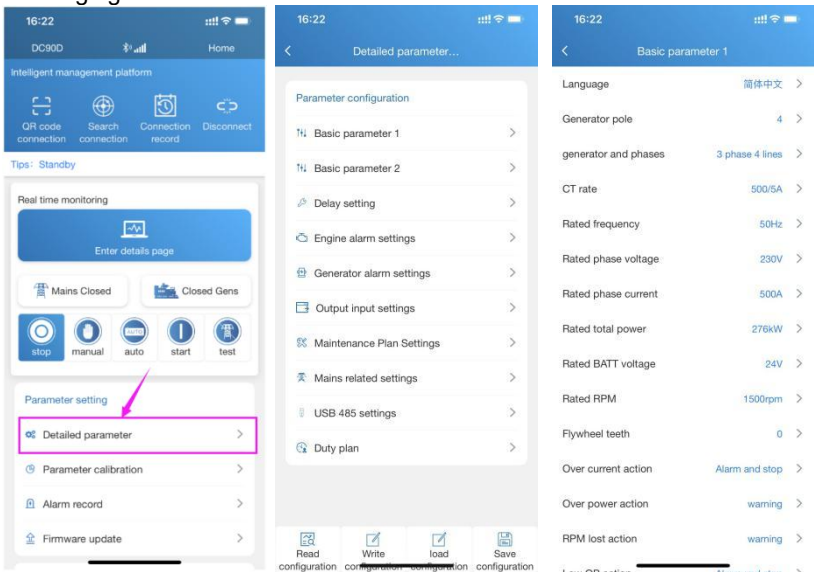 16:22
DC90D
Home
Intelligent management platform
QR code connection
Search connection
Connection record
Disconnect
Tips: Standby
Real time monitoring
Enter details page
Mains Closed
Closed Gens
stop
manual
AUTO
auto
start
test
Parameter setting
Detailed parameter
Parameter calibration
Alarm record
Firmware update
16:22
Detailed parameter...
Parameter configuration
Basic parameter 1
Basic parameter 2
Delay setting
Engine alarm settings
Generator alarm settings
Output input settings
Maintenance Plan Settings
Mains related settings
USB 485 settings
Duty plan
Read configuration
Write configuration
load configuration
Save configuration
16:22
Basic parameter 1
Language 简体中文
Generator pole 4
generator and phases 3 phase 4 lines
CT rate 500/5A
Rated frequency 50Hz
Rated phase voltage 230V
Rated phase current 500A
Rated total power 276kW
Rated BATT voltage 24V
Rated RPM 1500rpm
Flywheel teeth 0
Over current action Alarm and stop
Over power action warning
RPM lost action warning